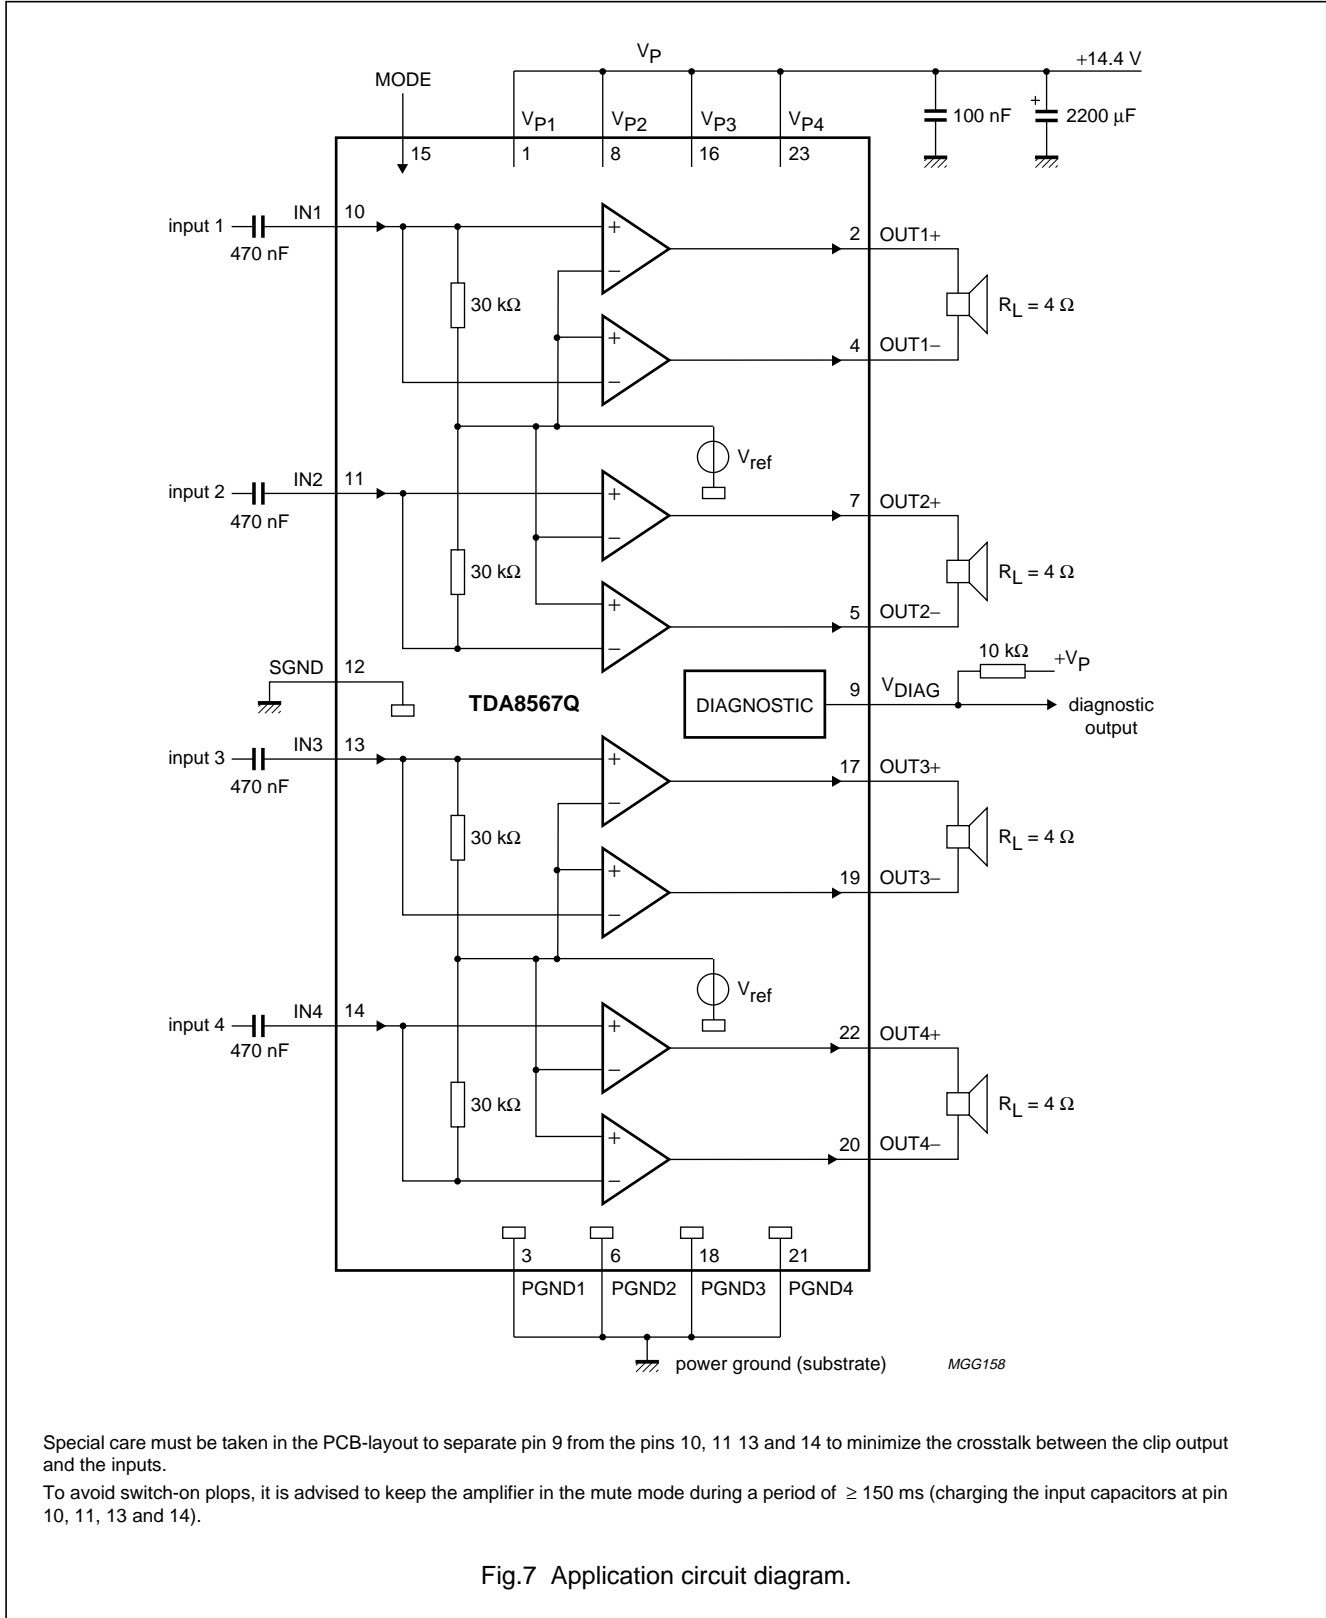 VP
+14.4 V
MODE
100 nF
2200 µF
VP1
VP2
VP3
VP4
15
1
8
16
23
input 1
470 nF
IN1
10
+
−
30 kΩ
+
−
2
OUT1+
RL = 4 Ω
4
OUT1−
Vref
input 2
470 nF
IN2
11
+
−
30 kΩ
+
−
7
OUT2+
RL = 4 Ω
5
OUT2−
SGND
12
TDA8567Q
DIAGNOSTIC
9
VDIAG
10 kΩ
+VP
diagnostic
output
input 3
470 nF
IN3
13
+
−
30 kΩ
+
−
17
OUT3+
RL = 4 Ω
19
OUT3−
Vref
input 4
470 nF
IN4
14
+
−
30 kΩ
+
−
22
OUT4+
RL = 4 Ω
20
OUT4−
3
6
18
21
PGND1
PGND2
PGND3
PGND4
power ground (substrate)
MGG158
Special care must be taken in the PCB-layout to separate pin 9 from the pins 10, 11 13 and 14 to minimize the crosstalk between the clip output
and the inputs.
To avoid switch-on plops, it is advised to keep the amplifier in the mute mode during a period of ≥ 150 ms (charging the input capacitors at pin
10, 11, 13 and 14).
Fig.7 Application circuit diagram.